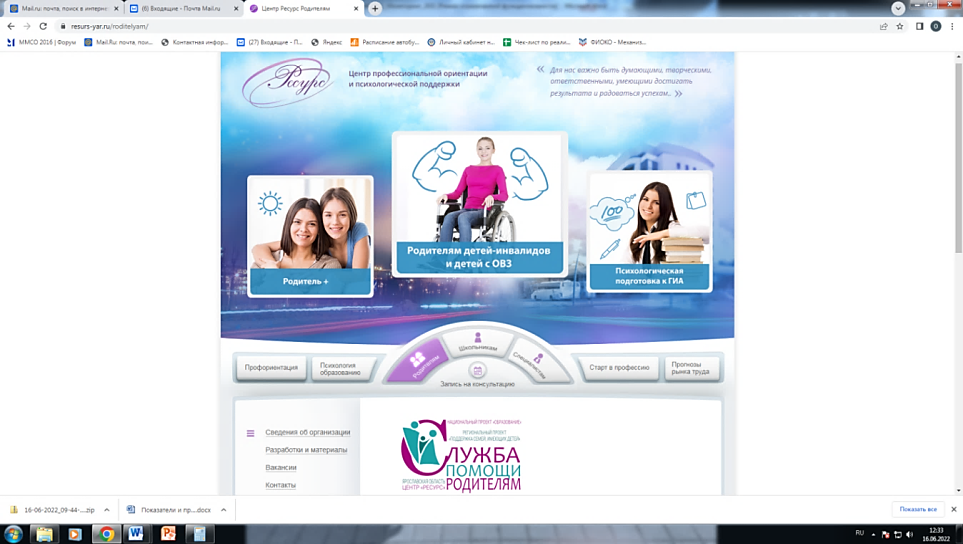 Mail.ru: почта, поиск в интерн
(6) Входящие - Почта Mail.ru
Центр Ресурс Родителям
resurs-yar.ru/roditelyam/
ММСО 2016 | Форум
Mail.Ru: почта, пои...
Контактная инфор...
(27) Входящие - П...
Яндекс
Расписание автобу...
Личный кабинет н...
Чек-лист по реали...
ФИОКО - Механиз...
Ресурс
Центр профессиональной ориентации
и психологической поддержки
« Для нас важно быть думающими, творческими,
ответственными, умеющими достигать
результата и радоваться успехам.. »
Родитель +
Родителям детей-инвалидов
и детей с ОВЗ
100
Психологическая
подготовка к ГИА
Профориентация
Психология
образованию
Родителям
Школьникам
Специалистам
Запись на консультацию
Старт в профессию
Прогнозы
рынка труда
Сведения об организации
Разработки и материалы
Вакансии
Контакты
НАЦИОНАЛЬНЫЙ ПРОЕКТ «ОБРАЗОВАНИЕ»
РЕГИОНАЛЬНЫЙ ПРОЕКТ
«ПОДДЕРЖКА СЕМЕЙ, ИМЕЮЩИХ ДЕТЕЙ»
СЛУЖБА
ПОМОЩИ
ЯРОСЛАВСКАЯ ОБЛАСТЬ
ЦЕНТР «РЕСУРС»
РОДИТЕЛЯМ
16-06-2022_09-44-....zip
Показатели и пр....docx
Показать все
RU
12:33
16.06.2022